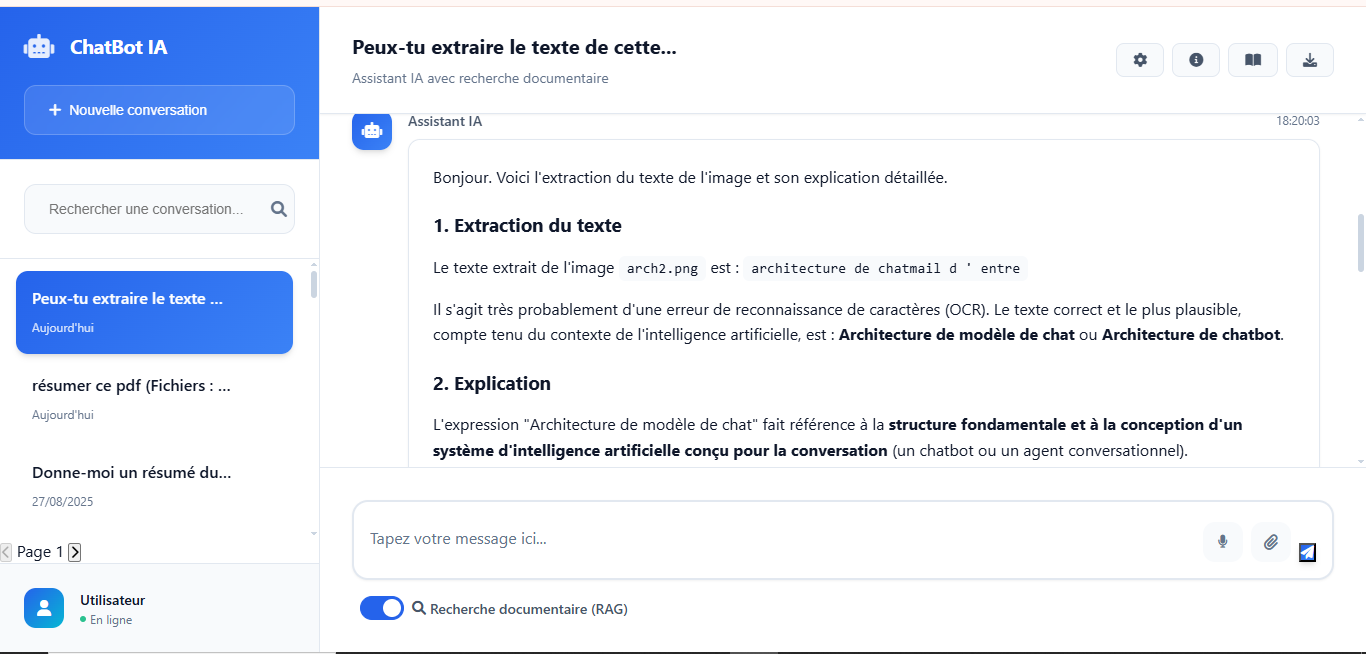 ChatBot IA
+ Nouvelle conversation
Rechercher une conversation...
Peux-tu extraire le texte ...
Aujourd'hui
résumer ce pdf (Fichiers : ...
Aujourd'hui
Donne-moi un résumé du...
27/08/2025
< Page 1 >
Utilisateur
En ligne
Peux-tu extraire le texte de cette...
Assistant IA avec recherche documentaire
Assistant IA 18:20:03
Bonjour. Voici l'extraction du texte de l'image et son explication détaillée.
1. Extraction du texte
Le texte extrait de l'image arch2.png est : architecture de chatmail d ' entre
Il s'agit très probablement d'une erreur de reconnaissance de caractères (OCR). Le texte correct et le plus plausible,
compte tenu du contexte de l'intelligence artificielle, est : Architecture de modèle de chat ou Architecture de chatbot.
2. Explication
L'expression "Architecture de modèle de chat" fait référence à la structure fondamentale et à la conception d'un
système d'intelligence artificielle conçu pour la conversation (un chatbot ou un agent conversationnel).
Tapez votre message ici...
Recherche documentaire (RAG)